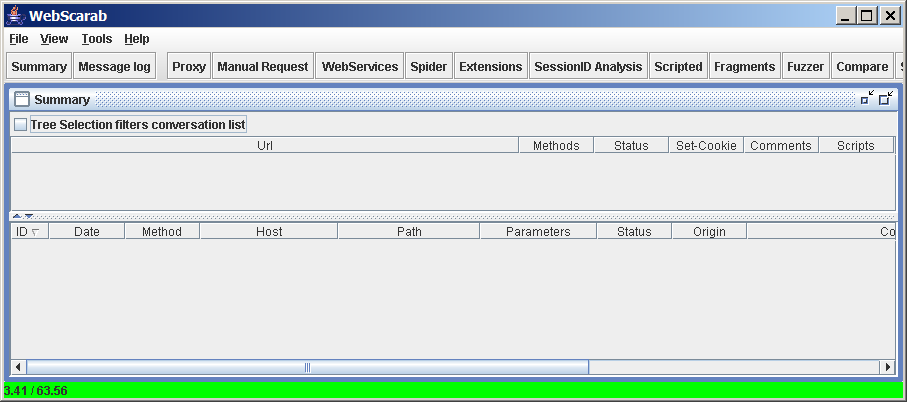 WebScarab
File View Tools Help
Summary Message log Proxy Manual Request WebServices Spider Extensions SessionID Analysis Scripted Fragments Fuzzer Compare
Summary
Tree Selection filters conversation list
Url Methods Status Set-Cookie Comments Scripts
ID Date Method Host Path Parameters Status Origin Co
3.41 / 63.56